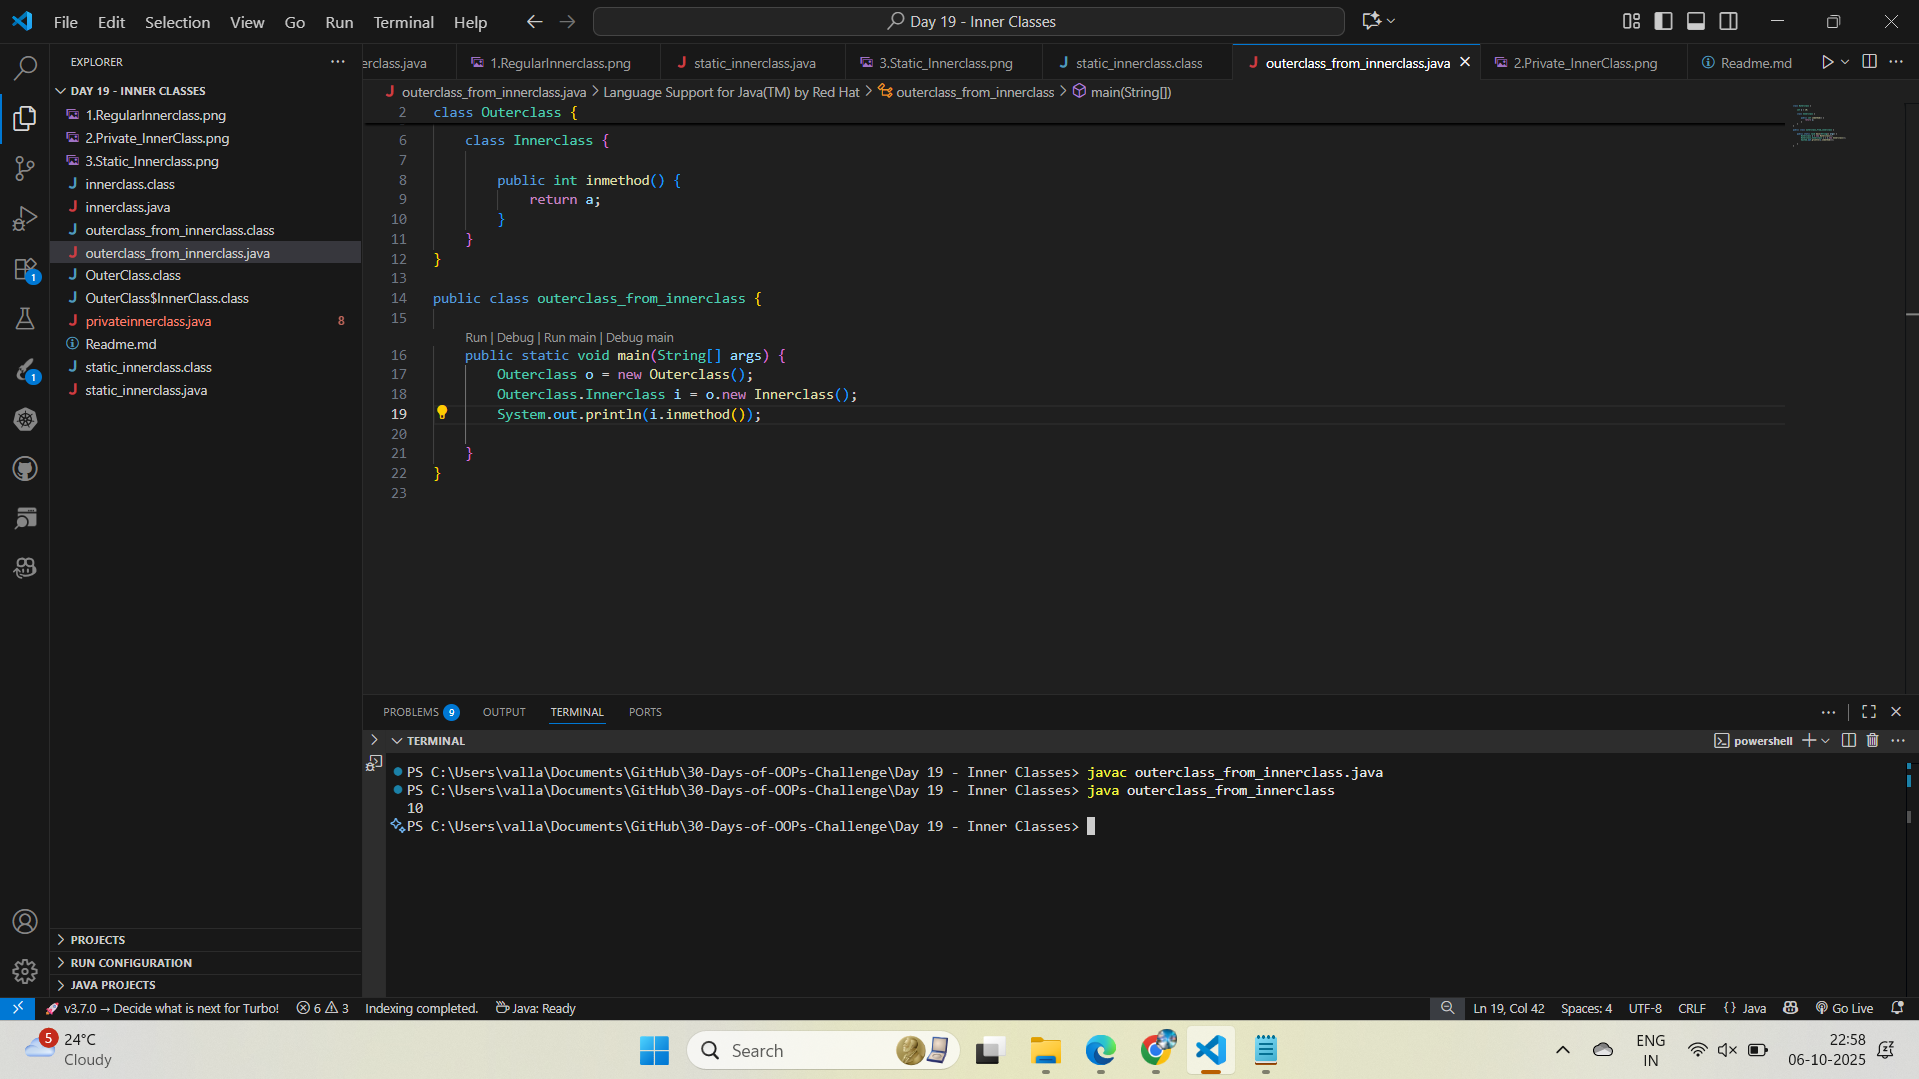 File Edit Selection View Go Run Terminal Help
Day 19 - Inner Classes
EXPLORER
erclass.java
1.RegularInnerclass.png
static_innerclass.java
3.Static_Innerclass.png
static_innerclass.class
outerclass_from_innerclass.java
2.Private_InnerClass.png
Readme.md
DAY 19 - INNER CLASSES
1.RegularInnerclass.png
2.Private_InnerClass.png
3.Static_Innerclass.png
innerclass.class
innerclass.java
outerclass_from_innerclass.class
outerclass_from_innerclass.java
OuterClass.class
OuterClass$InnerClass.class
privateinnerclass.java 8
Readme.md
static_innerclass.class
static_innerclass.java
1
1
PROJECTS
RUN CONFIGURATION
JAVA PROJECTS
outerclass_from_innerclass.java > Language Support for Java(TM) by Red Hat > outerclass_from_innerclass > main(String[])
2 class Outerclass {
6 class Innerclass {
7
8 public int inmethod() {
9 return a;
10 }
11 }
12 }
13
14 public class outerclass_from_innerclass {
15
Run | Debug | Run main | Debug main
16 public static void main(String[] args) {
17 Outerclass o = new Outerclass();
18 Outerclass.Innerclass i = o.new Innerclass();
19 System.out.println(i.inmethod());
20
21 }
22 }
23
PROBLEMS 9 OUTPUT TERMINAL PORTS
TERMINAL
powershell
PS C:\Users\valla\Documents\GitHub\30-Days-of-OOPs-Challenge\Day 19 - Inner Classes> javac outerclass_from_innerclass.java
PS C:\Users\valla\Documents\GitHub\30-Days-of-OOPs-Challenge\Day 19 - Inner Classes> java outerclass_from_innerclass
10
PS C:\Users\valla\Documents\GitHub\30-Days-of-OOPs-Challenge\Day 19 - Inner Classes>
v3.7.0 → Decide what is next for Turbo! 6 3 Indexing completed. Java: Ready
Ln 19, Col 42 Spaces: 4 UTF-8 CRLF {} Java Go Live
5
24°C
Cloudy
Search
ENG
IN
22:58
06-10-2025